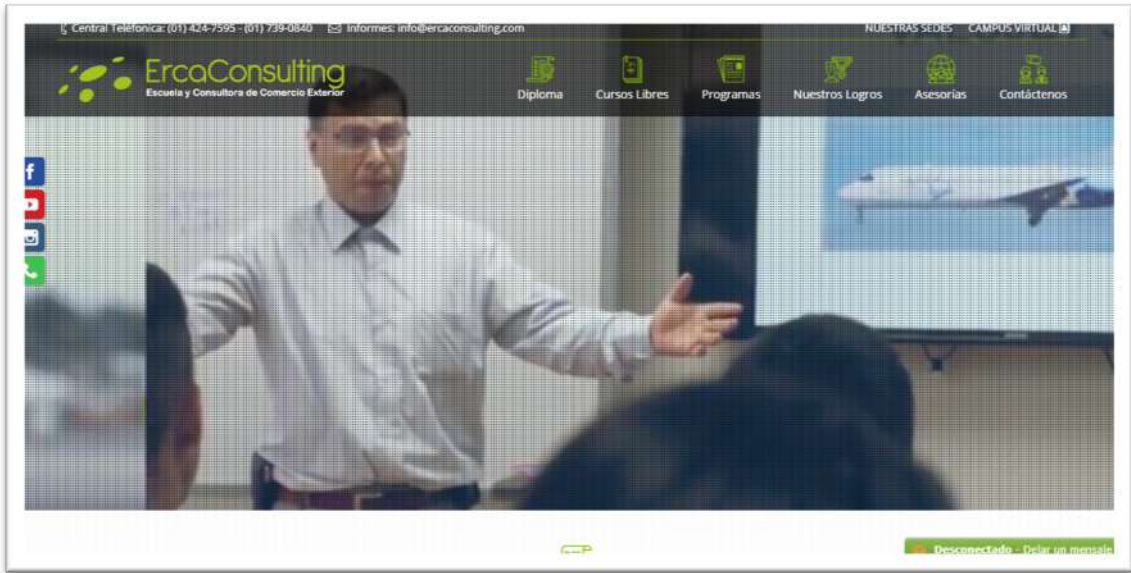 Central Telefonica: (01) 424-7595 - (01) 739-0840 Informes: info@ercaconsulting.com NUESTRAS SEDES CAMPUS VIRTUAL
ErcaConsulting
Escuela y Consultora de Comercio Exterior
Diploma Cursos Libres Programas Nuestros Logros Asesorías Contáctenos
Desconectado - Dejar un mensaje